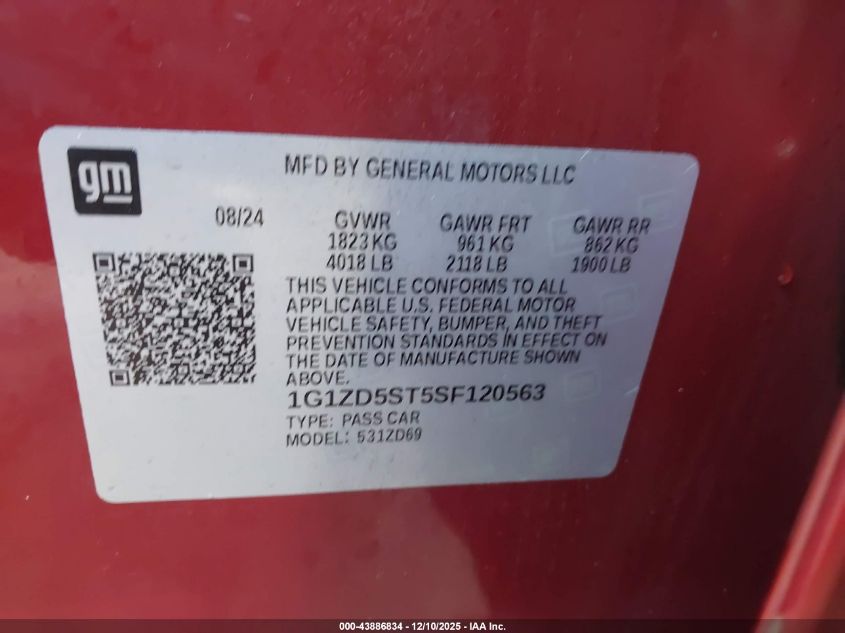 gm
MFD BY GENERAL MOTORS LLC
08/24 GVWR GAWR FRT GAWR RR
1823 KG 961 KG 862 KG
4018 LB 2118 LB 1900 LB
THIS VEHICLE CONFORMS TO ALL
APPLICABLE U.S. FEDERAL MOTOR
VEHICLE SAFETY, BUMPER, AND THEFT
PREVENTION STANDARDS IN EFFECT ON
THE DATE OF MANUFACTURE SHOWN
ABOVE.
1G1ZD5ST5SF120563
TYPE: PASS CAR
MODEL: 531ZD69
000-43886834 - 12/10/2025 - IAA Inc.